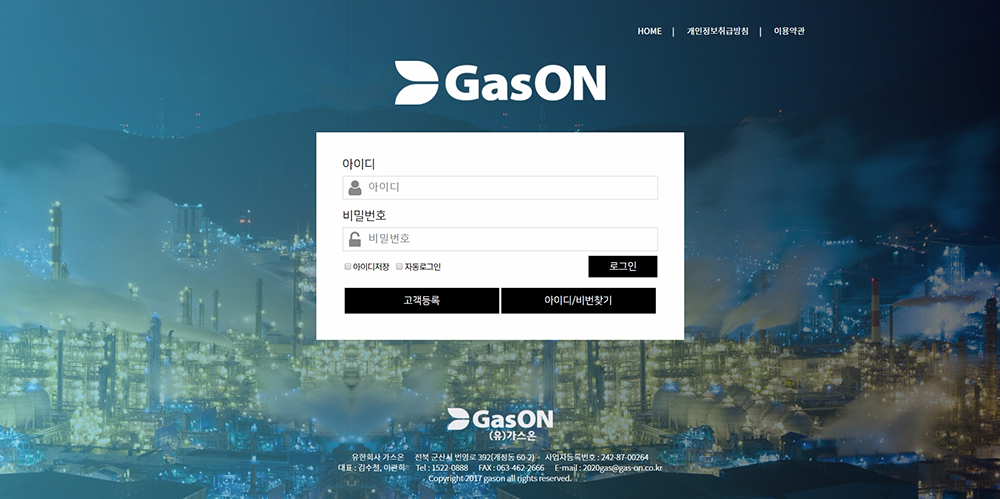 HOME | 개인정보취급방침 | 이용약관
GasON
아이디
아이디
비밀번호
비밀번호
아이디저장 자동로그인
로그인
고객등록
아이디/비번찾기
GasON
(유)가스온
유한회사 가스온 전북 군산시 번영로 392(개정동 60-2) · 사업자등록번호 : 242-87-00264
대표 : 김수철, 이관희 Tel : 1522-0888 FAX : 063-462-2666 E-mail : 2020gas@gas-on.co.kr
Copyright 2017 gason all rights reserved.